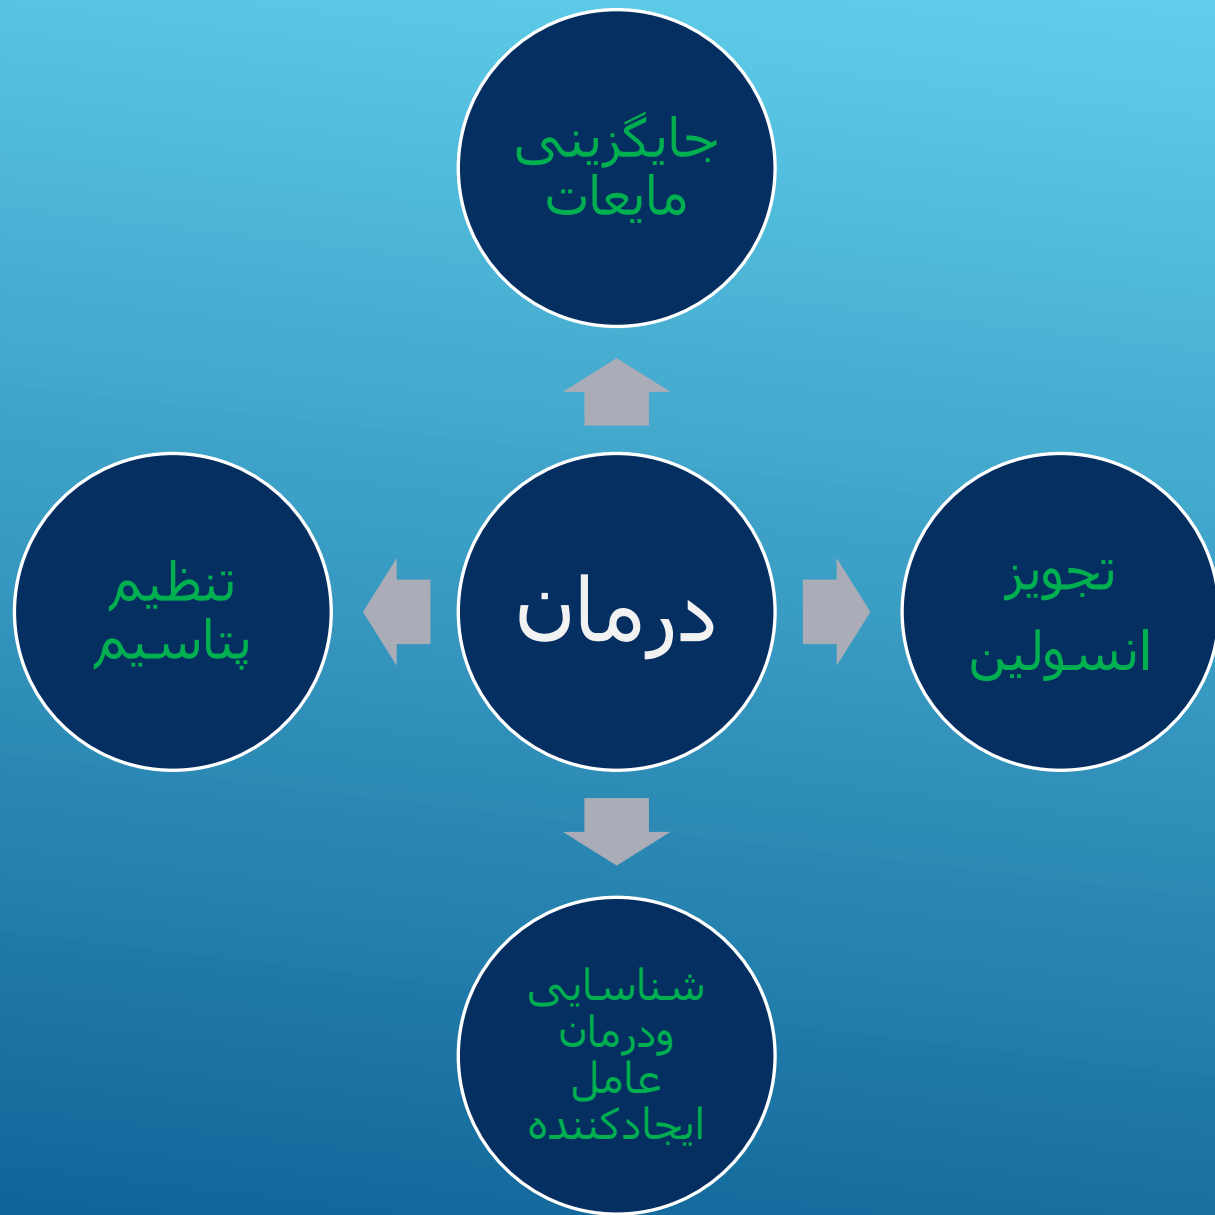 جایگزینی
مایعات
تجویز
انسولین
درمان
تنظیم
پتاسیم
شناسایی
ودرمان
عامل
ایجادکننده